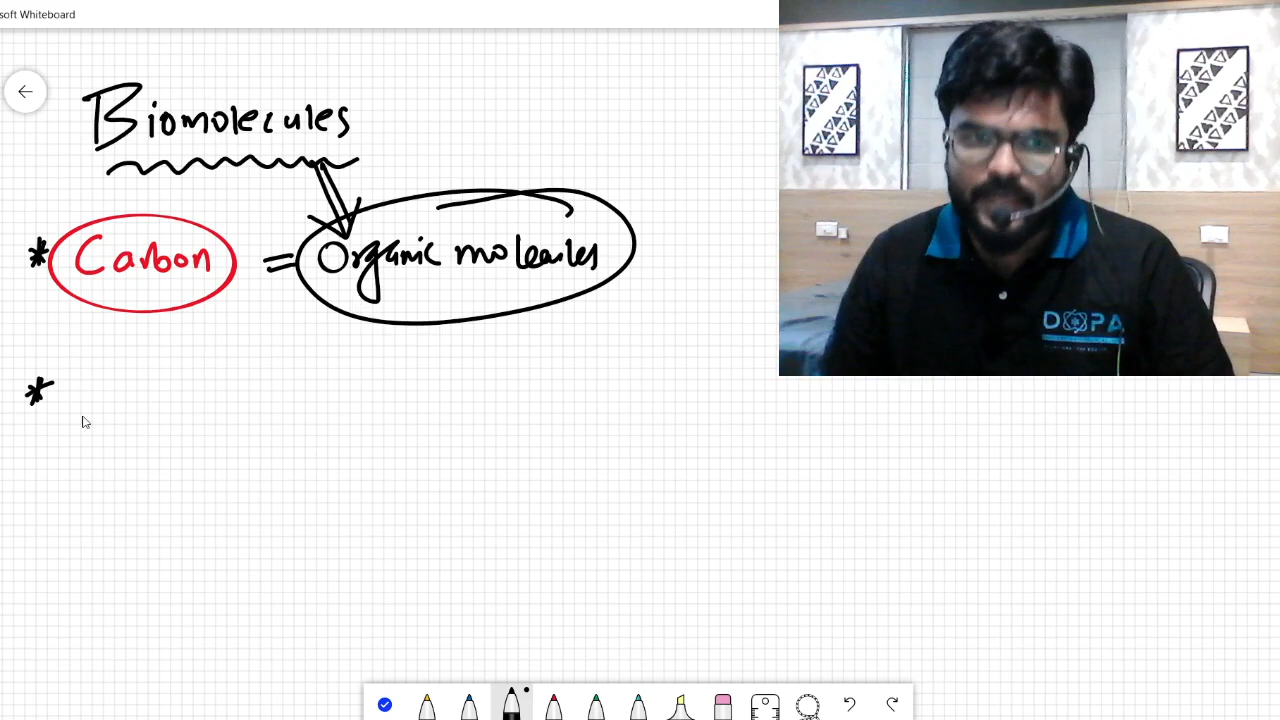 soft Whiteboard
Biomolecules
* Carbon = Organic molecules
*
DOPA